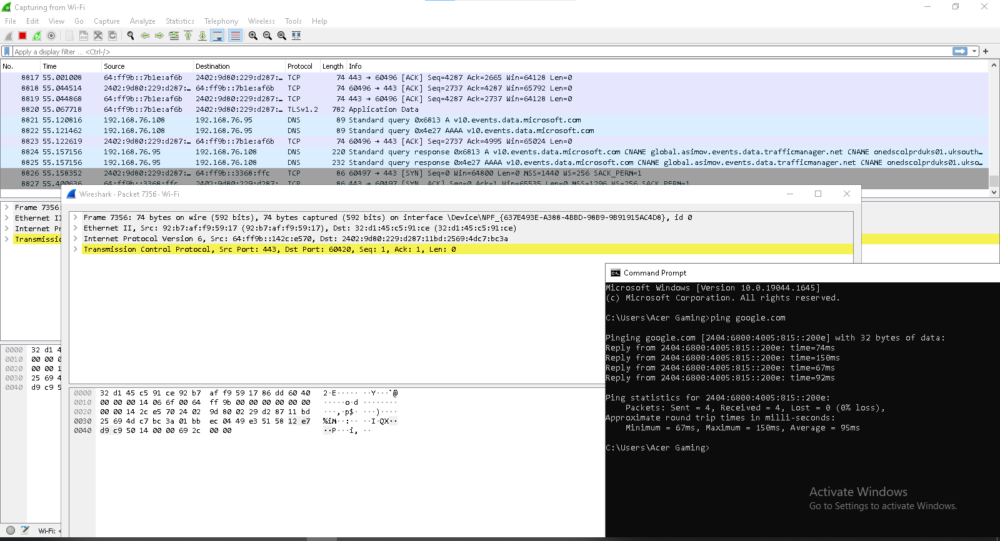 Capturing from Wi-Fi
File Edit View Go Capture Analyze Statistics Telephony Wireless Tools Help
Apply a display filter ... <Ctrl-/>
No. Time Source Destination Protocol Length Info
8817 55.001008 64:ff9b::7b1e:af6b 2402:9d80:229:d287:… TCP 74 443 → 60496 [ACK] Seq=4287 Ack=2665 Win=64128 Len=0
8818 55.044514 2402:9d80:229:d287:… 64:ff9b::7b1e:af6b TCP 74 60496 → 443 [ACK] Seq=2737 Ack=4287 Win=65792 Len=0
8819 55.044868 64:ff9b::7b1e:af6b 2402:9d80:229:d287:… TCP 74 443 → 60496 [ACK] Seq=4287 Ack=2737 Win=64128 Len=0
8820 55.067718 64:ff9b::7b1e:af6b 2402:9d80:229:d287:… TLSv1.2 782 Application Data
8821 55.120816 192.168.76.108 192.168.76.95 DNS 89 Standard query 0x6813 A v10.events.data.microsoft.com
8822 55.121462 192.168.76.108 192.168.76.95 DNS 89 Standard query 0x4e27 AAAA v10.events.data.microsoft.com
8823 55.122619 2402:9d80:229:d287:… 64:ff9b::7b1e:af6b TCP 74 60496 → 443 [ACK] Seq=2737 Ack=4995 Win=65024 Len=0
8824 55.157156 192.168.76.95 192.168.76.108 DNS 220 Standard query response 0x6813 A v10.events.data.microsoft.com CNAME global.asimov.events.data.trafficmanager.net CNAME onedscolprduks01.uksouth…
8825 55.157156 192.168.76.95 192.168.76.108 DNS 232 Standard query response 0x4e27 AAAA v10.events.data.microsoft.com CNAME global.asimov.events.data.trafficmanager.net CNAME onedscolprduks01.ukso…
8826 55.158352 2402:9d80:229:d287:… 64:ff9b::3368:ffc TCP 86 60497 → 443 [SYN] Seq=0 Win=64800 Len=0 MSS=1440 WS=256 SACK_PERM=1
8827 55.400636 64:ff9b::3368:ffc 2402:9d80:229:d287:… TCP 86 443 → 60497 [SYN, ACK] Seq=0 Ack=1 Win=65535 Len=0 MSS=1296 WS=256 SACK_PERM=1
Wireshark · Packet 7356 · Wi-Fi
Frame 7356:
Ethernet II
Internet Pr
Transmissic
Frame 7356: 74 bytes on wire (592 bits), 74 bytes captured (592 bits) on interface \Device\NPF_{637E493E-A388-4BBD-98B9-9B91915AC4D8}, id 0
Ethernet II, Src: 92:b7:af:f9:59:17 (92:b7:af:f9:59:17), Dst: 32:d1:45:c5:91:ce (32:d1:45:c5:91:ce)
Internet Protocol Version 6, Src: 64:ff9b::142c:e570, Dst: 2402:9d80:229:d287:11bd:2569:4dc7:bc3a
Transmission Control Protocol, Src Port: 443, Dst Port: 60420, Seq: 1, Ack: 1, Len: 0
0000 32 d1 4
0010 00 00 0
0020 00 00 1
0030 25 69 4
0040 d9 c9 5
0000 32 d1 45 c5 91 ce 92 b7 af f9 59 17 86 dd 60 40 2·E····· ··Y···`@
0010 00 00 00 14 06 6f 00 64 ff 9b 00 00 00 00 00 00 ·····o·d ········
0020 00 00 14 2c e5 70 24 02 9d 80 02 29 d2 87 11 bd ···,·p$· ···)····
0030 25 69 4d c7 bc 3a 01 bb ec 04 49 e3 51 58 12 e7 %iM··:·· ··I·QX··
0040 d9 c9 50 14 00 00 69 2c 00 00 ··P···i, ··
Wi-Fi: <
Command Prompt
Microsoft Windows [Version 10.0.19044.1645]
(c) Microsoft Corporation. All rights reserved.
C:\Users\Acer Gaming>ping google.com
Pinging google.com [2404:6800:4005:815::200e] with 32 bytes of data:
Reply from 2404:6800:4005:815::200e: time=74ms
Reply from 2404:6800:4005:815::200e: time=150ms
Reply from 2404:6800:4005:815::200e: time=67ms
Reply from 2404:6800:4005:815::200e: time=92ms
Ping statistics for 2404:6800:4005:815::200e:
Packets: Sent = 4, Received = 4, Lost = 0 (0% loss),
Approximate round trip times in milli-seconds:
Minimum = 67ms, Maximum = 150ms, Average = 95ms
C:\Users\Acer Gaming>
Activate Windows
Go to Settings to activate Windows.